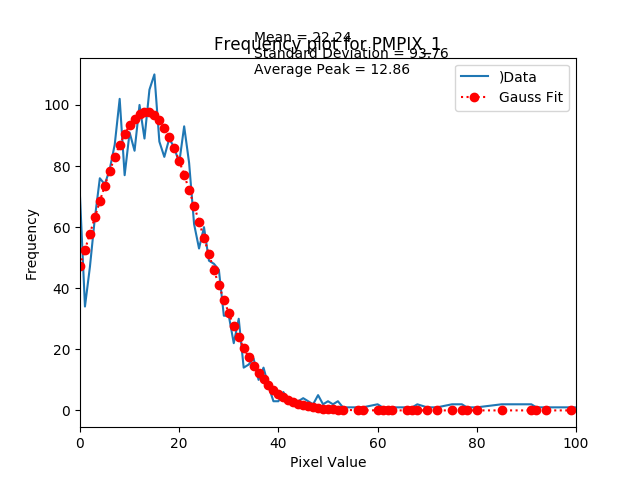 Mean = 22.24
Frequency plot for PMPIX_1
Standard Deviation = 93.76
Average Peak = 12.86
)Data
Gauss Fit
100
80
60
40
20
0
Frequency
0 20 40 60 80 100
Pixel Value